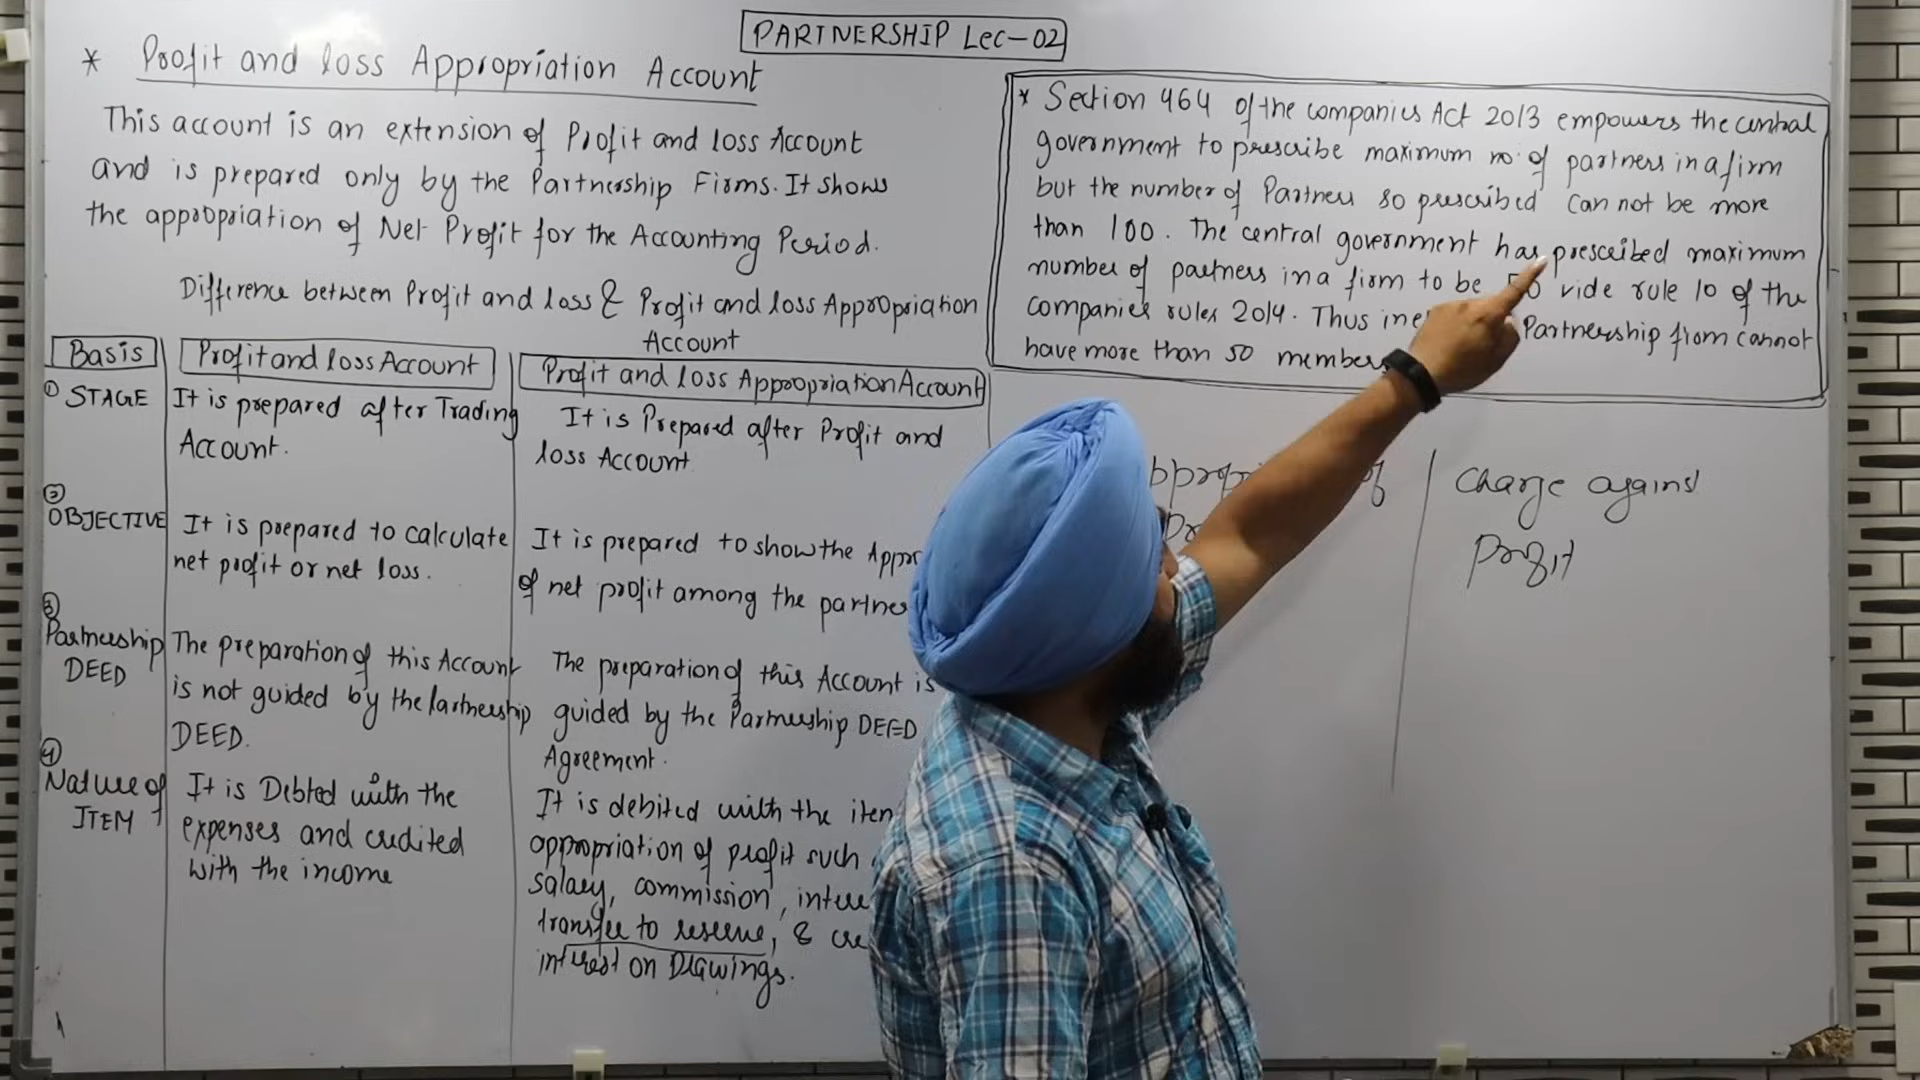 PARTNERSHIP Lec-02
* Profit and loss Appropriation Account
This account is an extension of Profit and loss Account
and is prepared only by the Partnership Firms. It shows
the appropriation of Net Profit for the Accounting Period.
Difference between Profit and loss & Profit and loss Appropriation
Account
Basis
Profit and loss Account
Profit and loss Appropriation Account
① STAGE
It is prepared after Trading
Account.
It is Prepared after Profit and
loss Account
② OBJECTIVE
It is prepared to calculate
net profit or net loss.
It is prepared to show the
of net profit among the
③ Partnership
DEED
The preparation of this Account
is not guided by the Partnership
DEED.
The preparation of this Account is
guided by the Partnership DEED
Agreement.
④ Nature of
ITEM
It is Debted with the
expenses and credited
with the income
It is debited with the
appropriation of profit such
salary, commission,
transfer to reserve, &
interest on Drawings.
* Section 464 of the companies Act 2013 empowers the central
government to prescribe maximum no. of partners in a firm
but the number of Partners so prescribed can not be more
than 100. The central government has prescribed maximum
number of partners in a firm to be vide rule 10 of the
companies rules 2014. Thus Partnership firm cannot
have more than 50 members
of
charge agains
profit